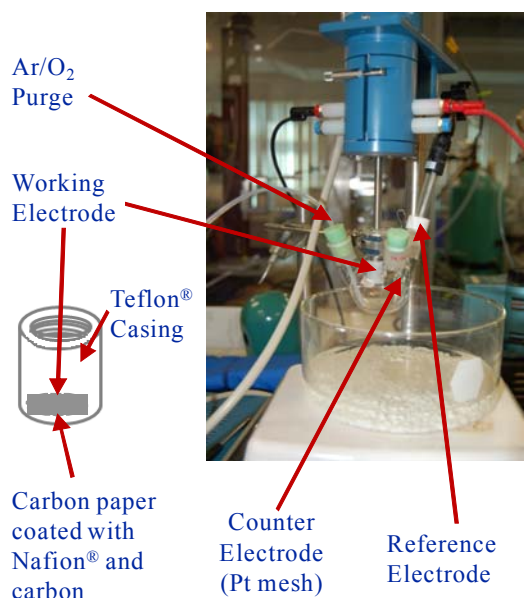 Ar/O₂
Purge
Working
Electrode
Teflon®
Casing
Carbon paper
coated with
Nafion® and
carbon
Counter
Electrode
(Pt mesh)
Reference
Electrode